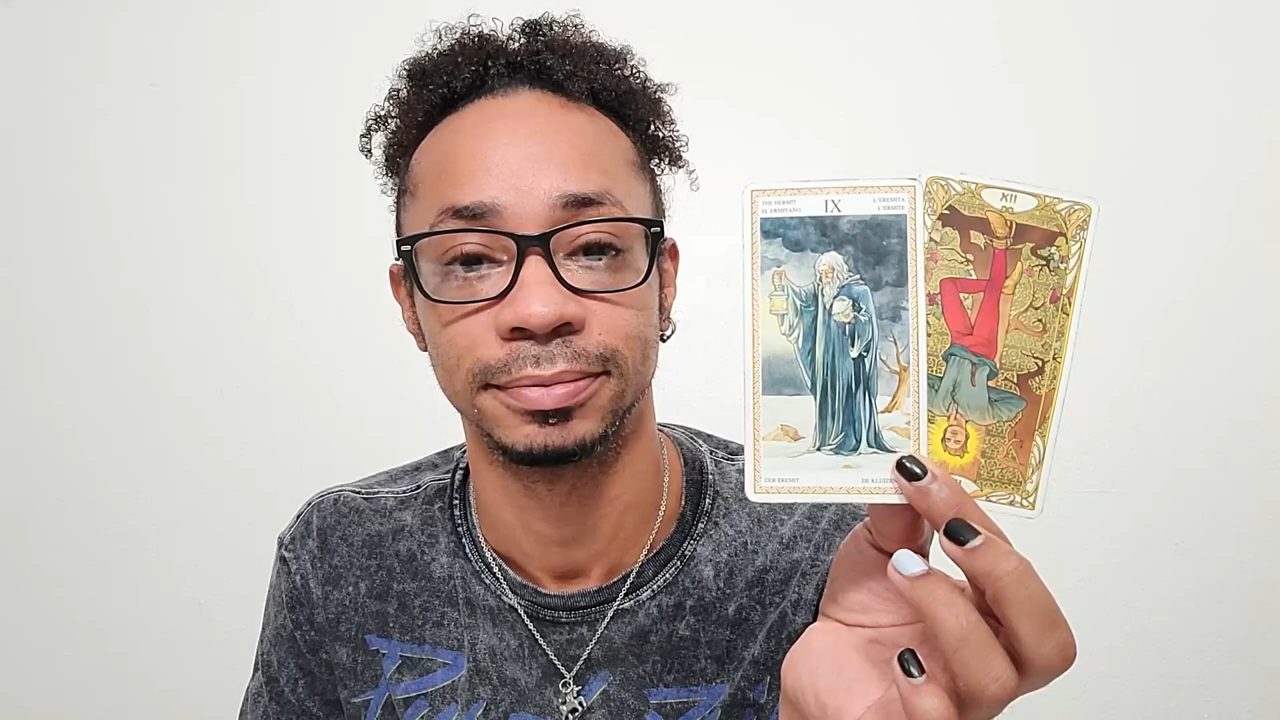 THE HERMIT
EL ERMITAÑO
IX
L'EREMITA
L'ERMITE
DER EREMIT
XII